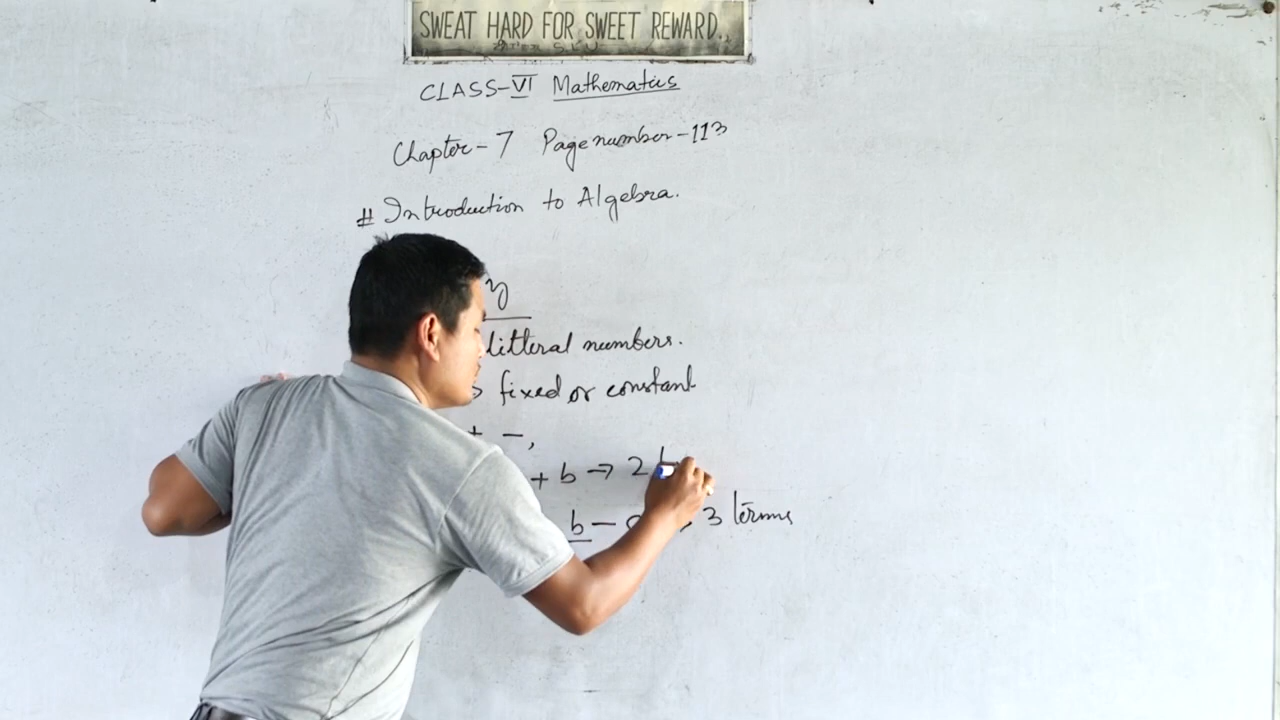 SWEAT HARD FOR SWEET REWARD.
CLASS-VI Mathematics
Chapter-7 Page number-113
# Introduction to Algebra.
y
litteral numbers.
fixed or constant
+ -,
+ b → 2 t
b - 3 terms